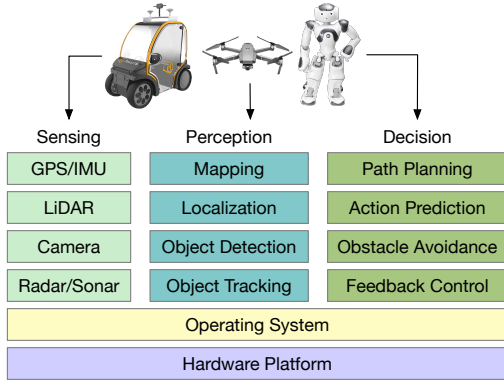 Sensing
Perception
Decision
GPS/IMU
Mapping
Path Planning
LiDAR
Localization
Action Prediction
Camera
Object Detection
Obstacle Avoidance
Radar/Sonar
Object Tracking
Feedback Control
Operating System
Hardware Platform